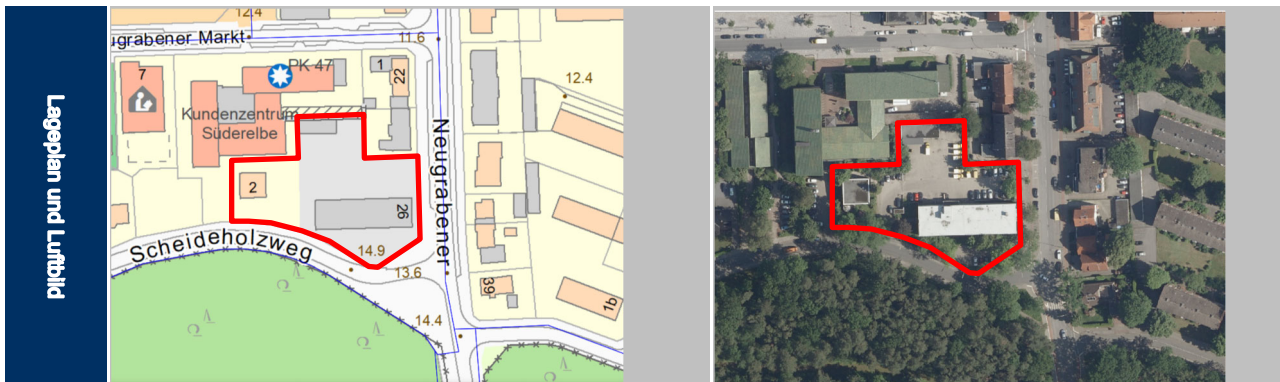 Lageplan und Luftbild
12.4
ugrabener Markt
11.6
PK 47
7
1
22
12.4
Kundenzentrum
Süderelbe
Neugrabener
2
26
Scheideholzweg
14.9
13.6
39
1b
14.4